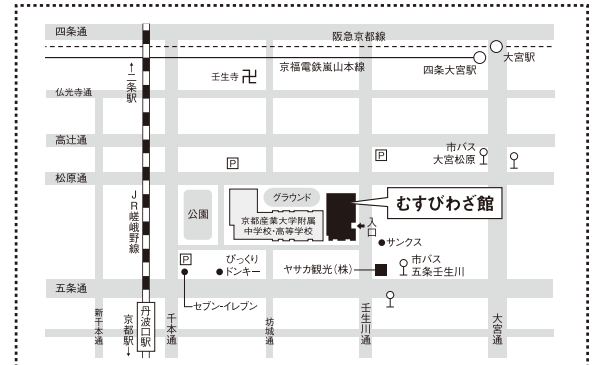 四条通
阪急京都線
大宮駅
京福電鉄嵐山本線
四条大宮駅
←二条駅
壬生寺
仏光寺通
高辻通
市バス
大宮松原
P
P
松原通
JR嵯峨野線
公園
グラウンド
京都産業大学附属
中学校・高等学校
むすびわざ館
入口
サンクス
P
びっくり
ドンキー
ヤサカ観光(株)
市バス
五条壬生川
五条通
セブン-イレブン
新千本通
京都駅→
丹波口駅
千本通
坊城通
壬生川通
大宮通